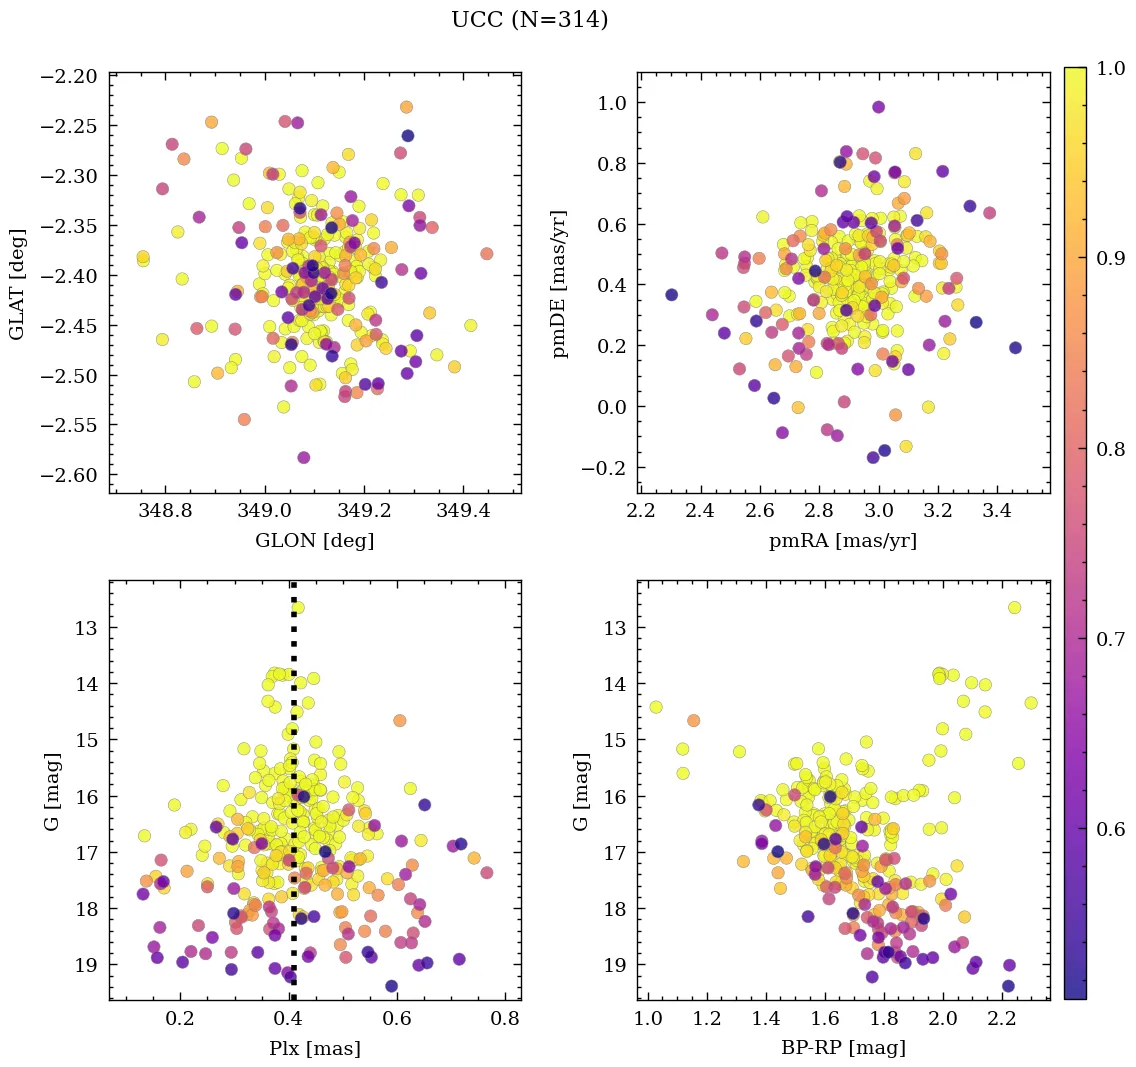 UCC (N=314)
−2.20
−2.25
−2.30
−2.35
−2.40
−2.45
−2.50
−2.55
−2.60
GLAT [deg]
348.8 349.0 349.2 349.4
GLON [deg]
1.0
0.8
0.6
0.4
0.2
0.0
−0.2
pmDE [mas/yr]
2.2 2.4 2.6 2.8 3.0 3.2 3.4
pmRA [mas/yr]
13
14
15
16
17
18
19
G [mag]
0.2 0.4 0.6 0.8
Plx [mas]
13
14
15
16
17
18
19
G [mag]
1.0 1.2 1.4 1.6 1.8 2.0 2.2
BP-RP [mag]
1.0
0.9
0.8
0.7
0.6